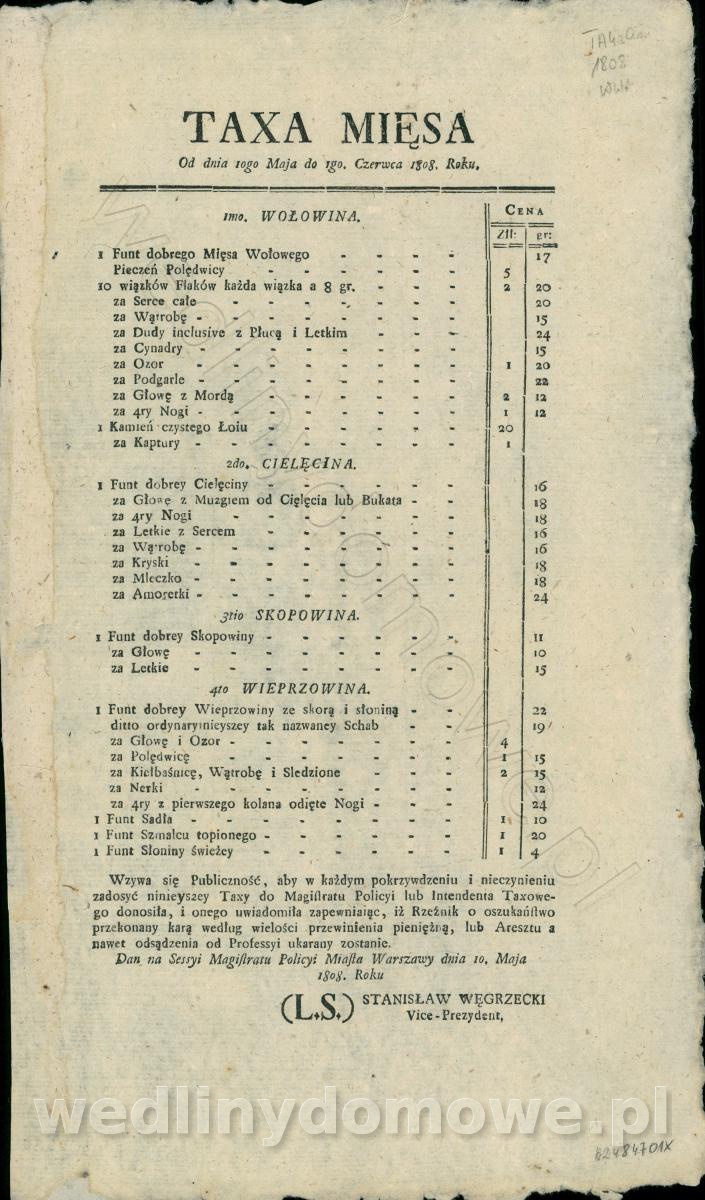 1808
TAXA MIĘSA
Od dnia 10go Maja do 1go. Czerwca 1808. Roku.
CENA
Złł: gr:
1mo. WOŁOWINA.
1 Funt dobrego Mięsa Wołowego - - - - 17
Pieczeń Polędwicy - - - - - - 5
10 wiązków Flaków każda wiązka a 8 gr. - - - 2 20
za Serce całe - - - - - - - 20
za Wątrobę - - - - - - - - 15
za Dudy inclusive z Płucą i Letkim - - - 24
za Cynadry - - - - - - - - 15
za Ozor - - - - - - - - 1 20
za Podgarle - - - - - - - - 22
za Głowę z Mordą - - - - - - 2 12
za 4ry Nogi - - - - - - - - 1 12
1 Kamień czystego Łoiu - - - - - - 20
za Kaptury - - - - - - - - 1
2do. CIELĘCINA.
1 Funt dobrey Cielęciny - - - - - - 16
za Głowę z Muzgiem od Cięlęcia lub Bukata - - 18
za 4ry Nogi - - - - - - - 18
za Letkie z Sercem - - - - - - 16
za Wątrobę - - - - - - - - 16
za Kryski - - - - - - - - 18
za Mleczko - - - - - - - - 18
za Amoretki - - - - - - - - 24
3tio SKOPOWINA.
1 Funt dobrey Skopowiny - - - - - - 11
za Głowę - - - - - - - - 10
za Letkie - - - - - - - - 15
4to WIEPRZOWINA.
1 Funt dobrey Wieprzowiny ze skorą i słoniną - - 22
ditto ordynaryinieyszey tak nazwaney Schab - - 19
za Głowę i Ozor - - - - - - - 4
za Polędwicę - - - - - - - 1 15
za Kiełbaśnicę, Wątrobę i Sledzione - - - 2 15
za Nerki - - - - - - - - 12
za 4ry z pierwszego kolana odięte Nogi - - - 24
1 Funt Sadła - - - - - - - - 1 10
1 Funt Szmalcu topionego - - - - - - 1 20
1 Funt Słoniny świeżey - - - - - - 1 4
Wzywa się Publiczność, aby w każdym pokrzywdzeniu i nieczynieniu
zadosyć ninieyszey Taxy do Magiſtratu Policyi lub Intendenta Taxowe-
go donosiła, i onego uwiadomiła zapewniaiąc, iż Rzeźnik o oszukańſtwo
przekonany karą według wielości przewinienia pieniężną, lub Aresztu a
nawet odsądzenia od Professyi ukarany zostanie.
Dan na Sessyi Magiſtratu Policyi Miaſta Warszawy dnia 10. Maja
1808. Roku
(L.S.) STANISŁAW WĘGRZECKI
Vice-Prezydent,
wedlinydomowe.pl
wedlinydomowe.pl